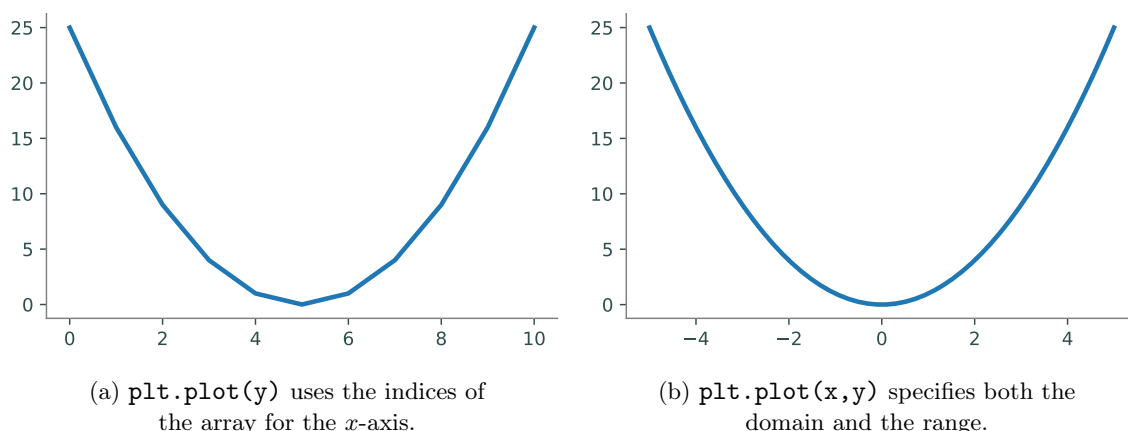 25
20
15
10
5
0
0 2 4 6 8 10
(a) plt.plot(y) uses the indices of
the array for the x-axis.
25
20
15
10
5
0
−4 −2 0 2 4
(b) plt.plot(x,y) specifies both the
domain and the range.